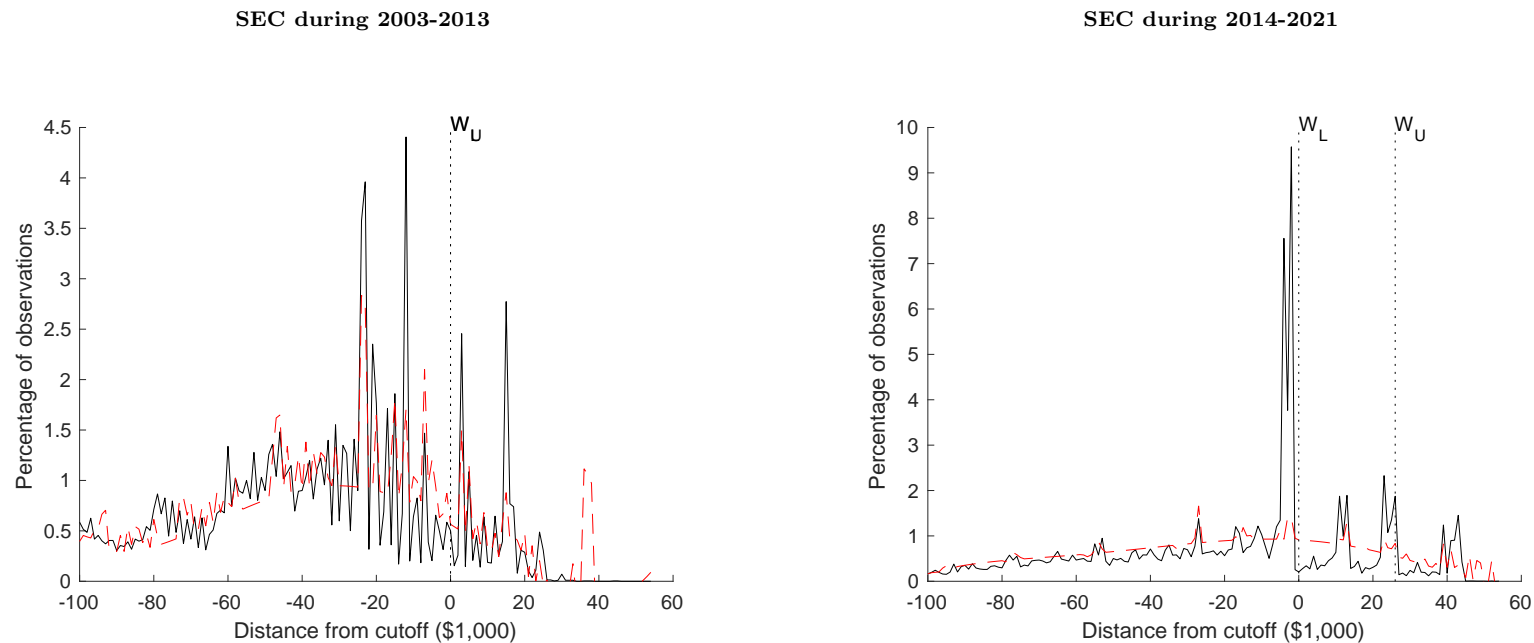 SEC during 2003-2013
W_U
4.5
4
3.5
3
2.5
2
1.5
1
0.5
0
Percentage of observations
-100 -80 -60 -40 -20 0 20 40 60
Distance from cutoff ($1,000)
SEC during 2014-2021
W_L W_U
10
9
8
7
6
5
4
3
2
1
0
Percentage of observations
-100 -80 -60 -40 -20 0 20 40 60
Distance from cutoff ($1,000)